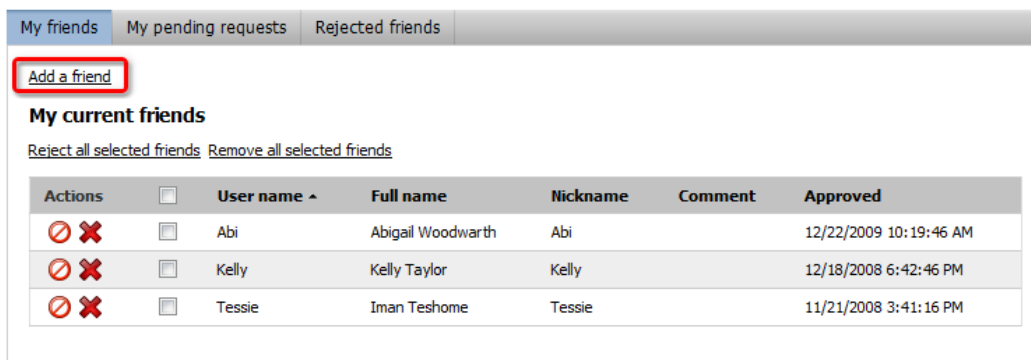 My friends My pending requests Rejected friends
Add a friend
My current friends
Reject all selected friends Remove all selected friends
Actions User name Full name Nickname Comment Approved
Abi Abigail Woodwarth Abi 12/22/2009 10:19:46 AM
Kelly Kelly Taylor Kelly 12/18/2008 6:42:46 PM
Tessie Iman Teshome Tessie 11/21/2008 3:41:16 PM